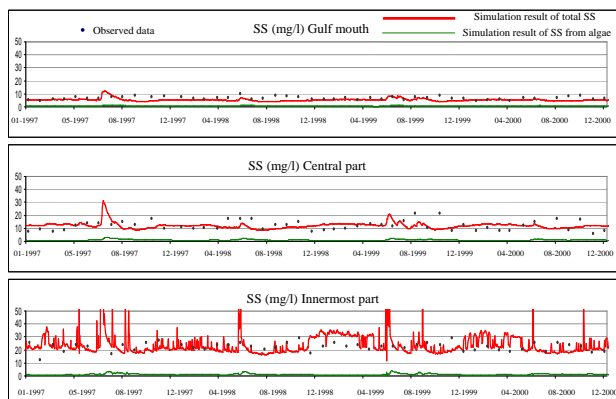 SS (mg/l) Gulf mouth
Observed data
Simulation result of total SS
Simulation result of SS from algae
50
40
30
20
10
0
01-1997 05-1997 08-1997 12-1997 04-1998 08-1998 12-1998 04-1999 08-1999 12-1999 04-2000 08-2000 12-2000
SS (mg/l) Central part
50
40
30
20
10
0
01-1997 05-1997 08-1997 12-1997 04-1998 08-1998 12-1998 04-1999 08-1999 12-1999 04-2000 08-2000 12-2000
SS (mg/l) Innermost part
50
40
30
20
10
0
01-1997 05-1997 08-1997 12-1997 04-1998 08-1998 12-1998 04-1999 08-1999 12-1999 04-2000 08-2000 12-2000